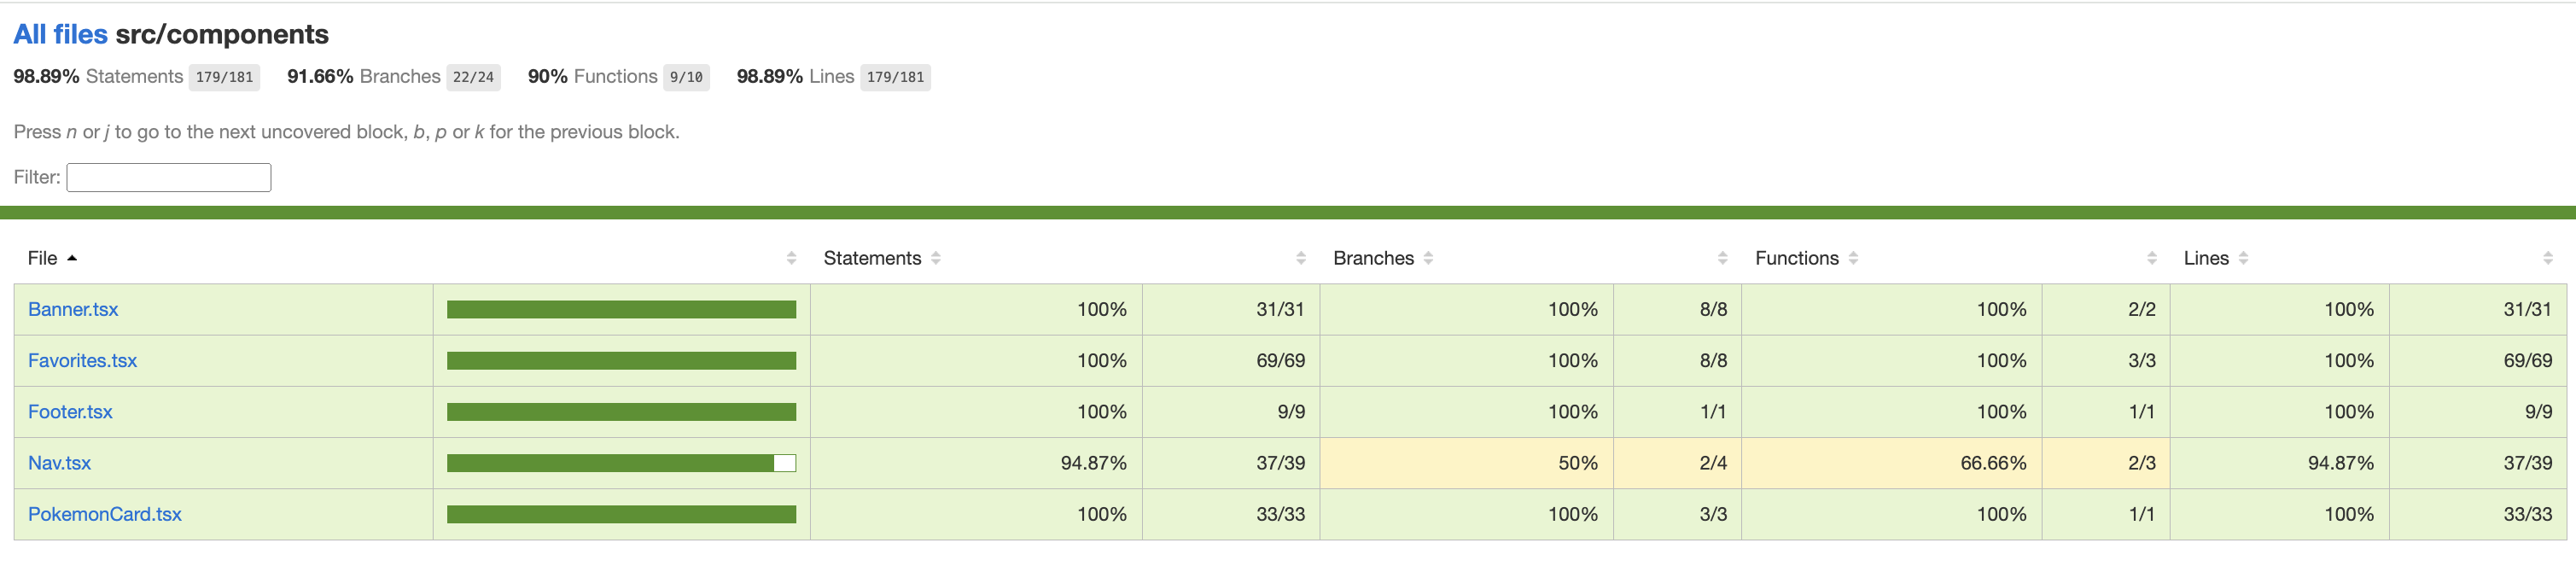 All files src/components
98.89% Statements 179/181 91.66% Branches 22/24 90% Functions 9/10 98.89% Lines 179/181
Press n or j to go to the next uncovered block, b, p or k for the previous block.
Filter:
File Statements Branches Functions Lines
Banner.tsx 100% 31/31 100% 8/8 100% 2/2 100% 31/31
Favorites.tsx 100% 69/69 100% 8/8 100% 3/3 100% 69/69
Footer.tsx 100% 9/9 100% 1/1 100% 1/1 100% 9/9
Nav.tsx 94.87% 37/39 50% 2/4 66.66% 2/3 94.87% 37/39
PokemonCard.tsx 100% 33/33 100% 3/3 100% 1/1 100% 33/33